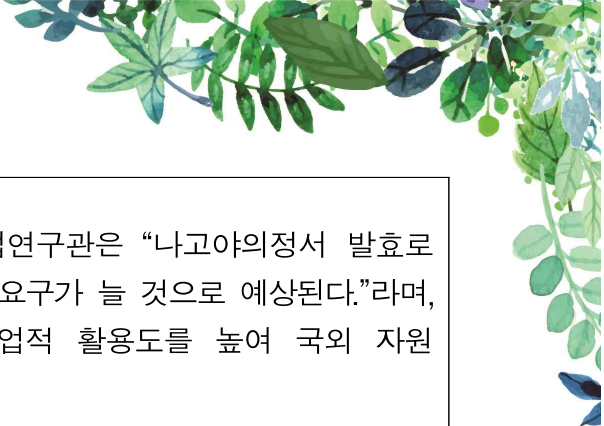 업연구관은 “나고야의정서 발효로
요구가 늘 것으로 예상된다.”라며,
업적 활용도를 높여 국외 자원